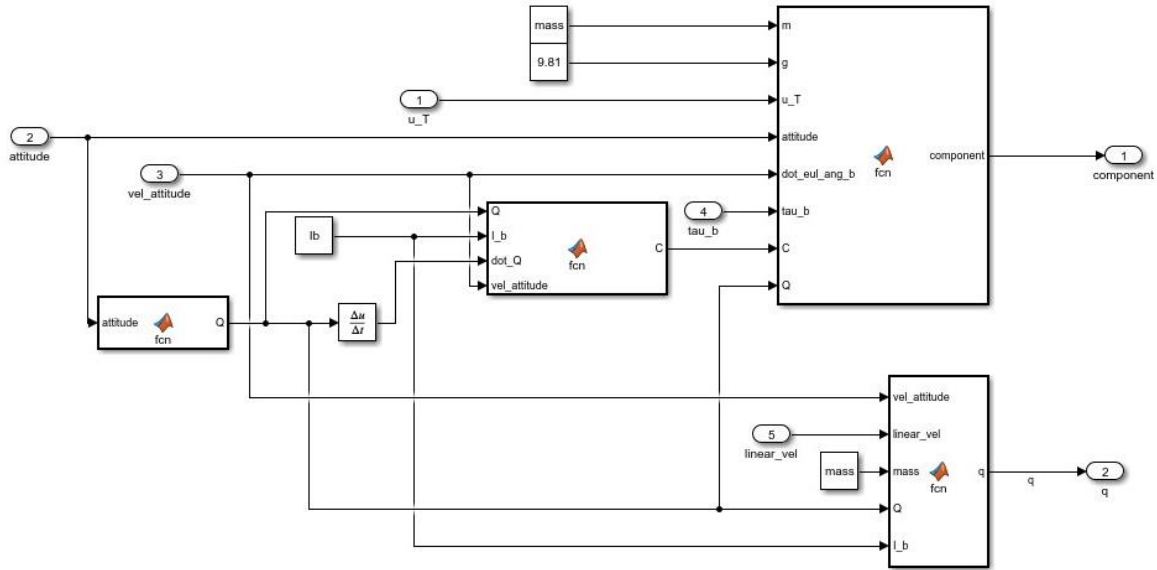 mass
m
9.81
g
1
u_T
u_T
2
attitude
attitude
3
vel_attitude
dot_eul_ang_b
fcn
component
1
component
4
tau_b
tau_b
C
Q
Q
Ib
I_b
dot_Q
vel_attitude
fcn
C
attitude
fcn
Q
Δu
Δt
vel_attitude
5
linear_vel
linear_vel
mass
mass
Q
I_b
fcn
q
q
2
q